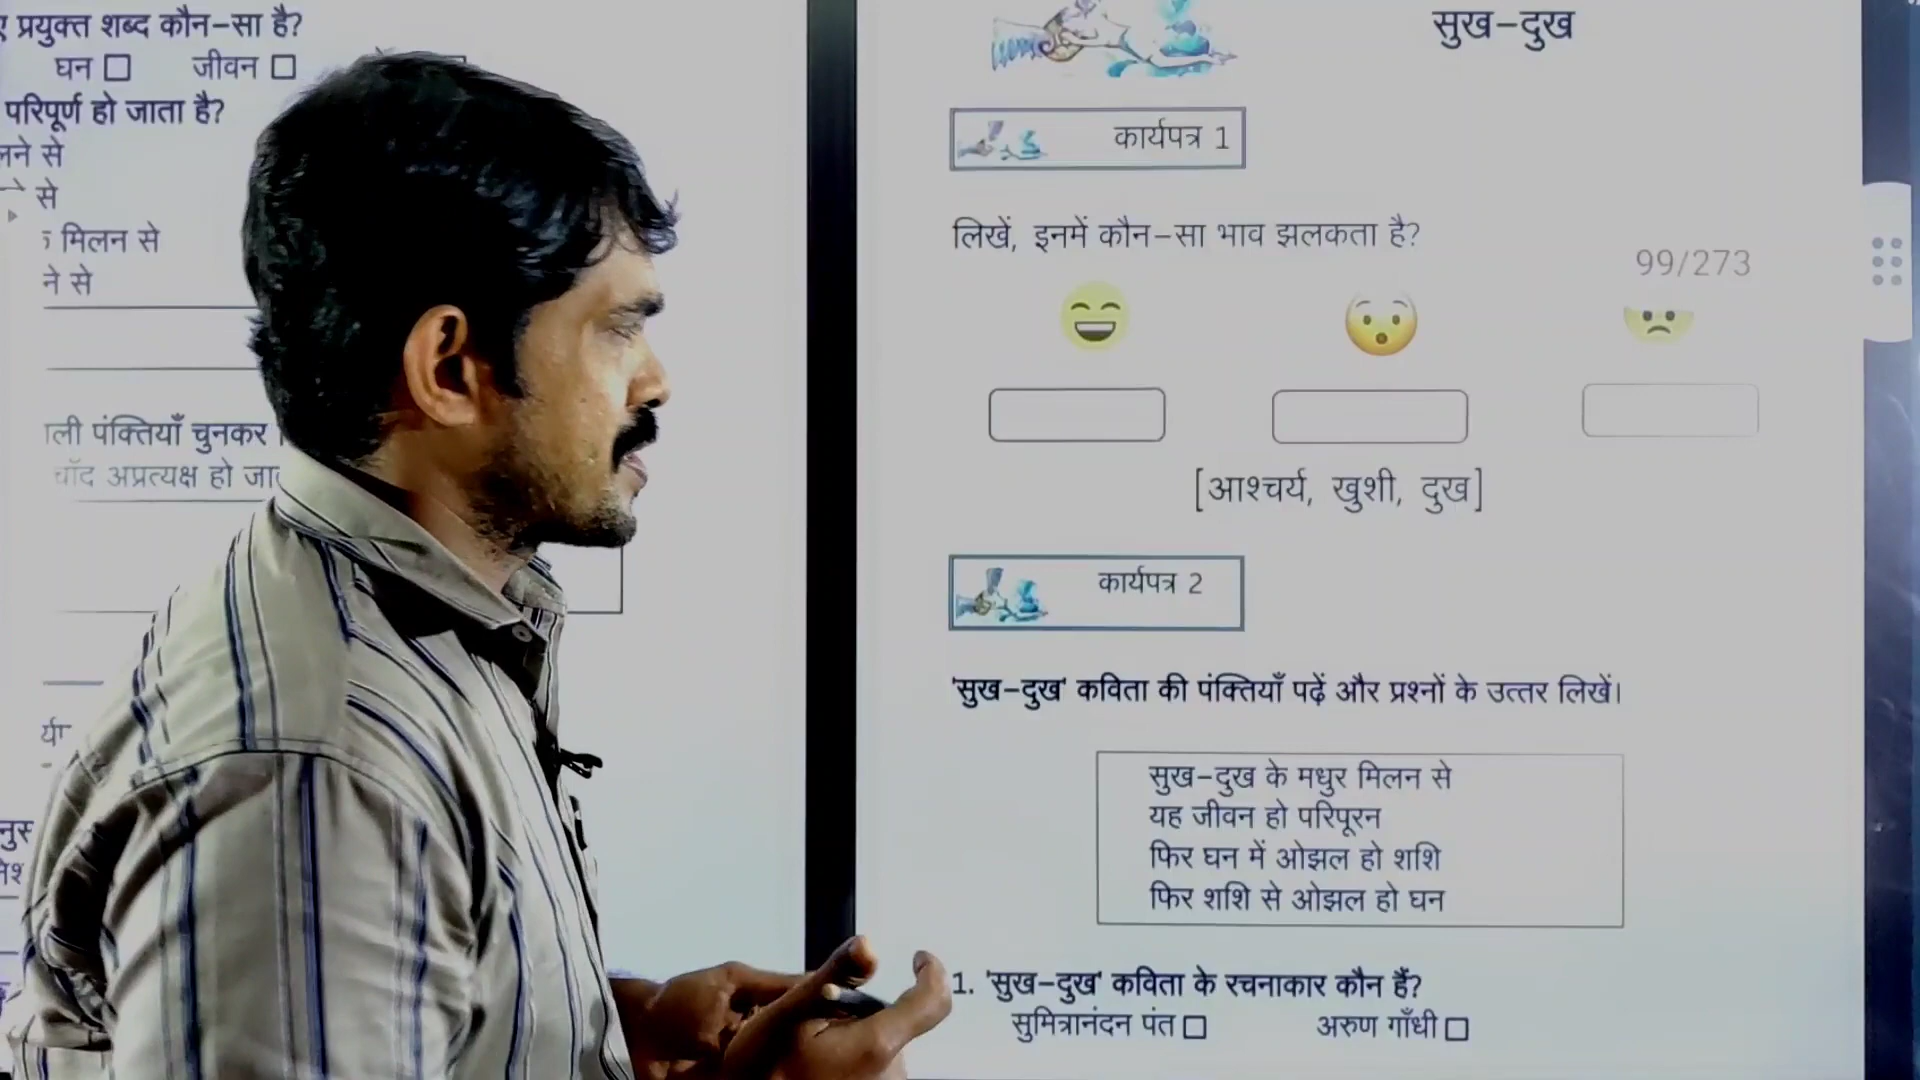 प्रयुक्त शब्द कौन-सा है?
घन जीवन
परिपूर्ण हो जाता है?
से
से
मिलन से
ने से
पंक्तियाँ चुनकर
चाँद अप्रत्यक्ष हो
सुख-दुख
कार्यपत्र 1
लिखें, इनमें कौन-सा भाव झलकता है?
99/273
[आश्चर्य, खुशी, दुख]
कार्यपत्र 2
'सुख-दुख' कविता की पंक्तियाँ पढ़ें और प्रश्नों के उत्तर लिखें।
सुख-दुख के मधुर मिलन से
यह जीवन हो परिपूरन
फिर घन में ओझल हो शशि
फिर शशि से ओझल हो घन
1. 'सुख-दुख' कविता के रचनाकार कौन हैं?
सुमित्रानंदन पंत अरुण गाँधी